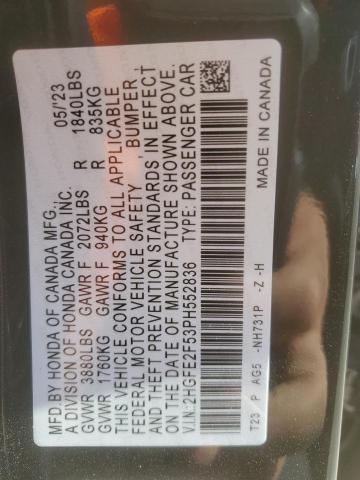 MFD BY HONDA OF CANADA MFG.,
A DIVISION OF HONDA CANADA INC. 05/'23
GVWR 3880LBS GAWR F 2072LBS R 1840LBS
GVWR 1760KG GAWR F 940KG R 835KG
THIS VEHICLE CONFORMS TO ALL APPLICABLE
FEDERAL MOTOR VEHICLE SAFETY, BUMPER,
AND THEFT PREVENTION STANDARDS IN EFFECT
ON THE DATE OF MANUFACTURE SHOWN ABOVE.
V.I.N:2HGFE2F53PH552836 TYPE:PASSENGER CAR
T23 P AG5 -NH731P -Z -H MADE IN CANADA